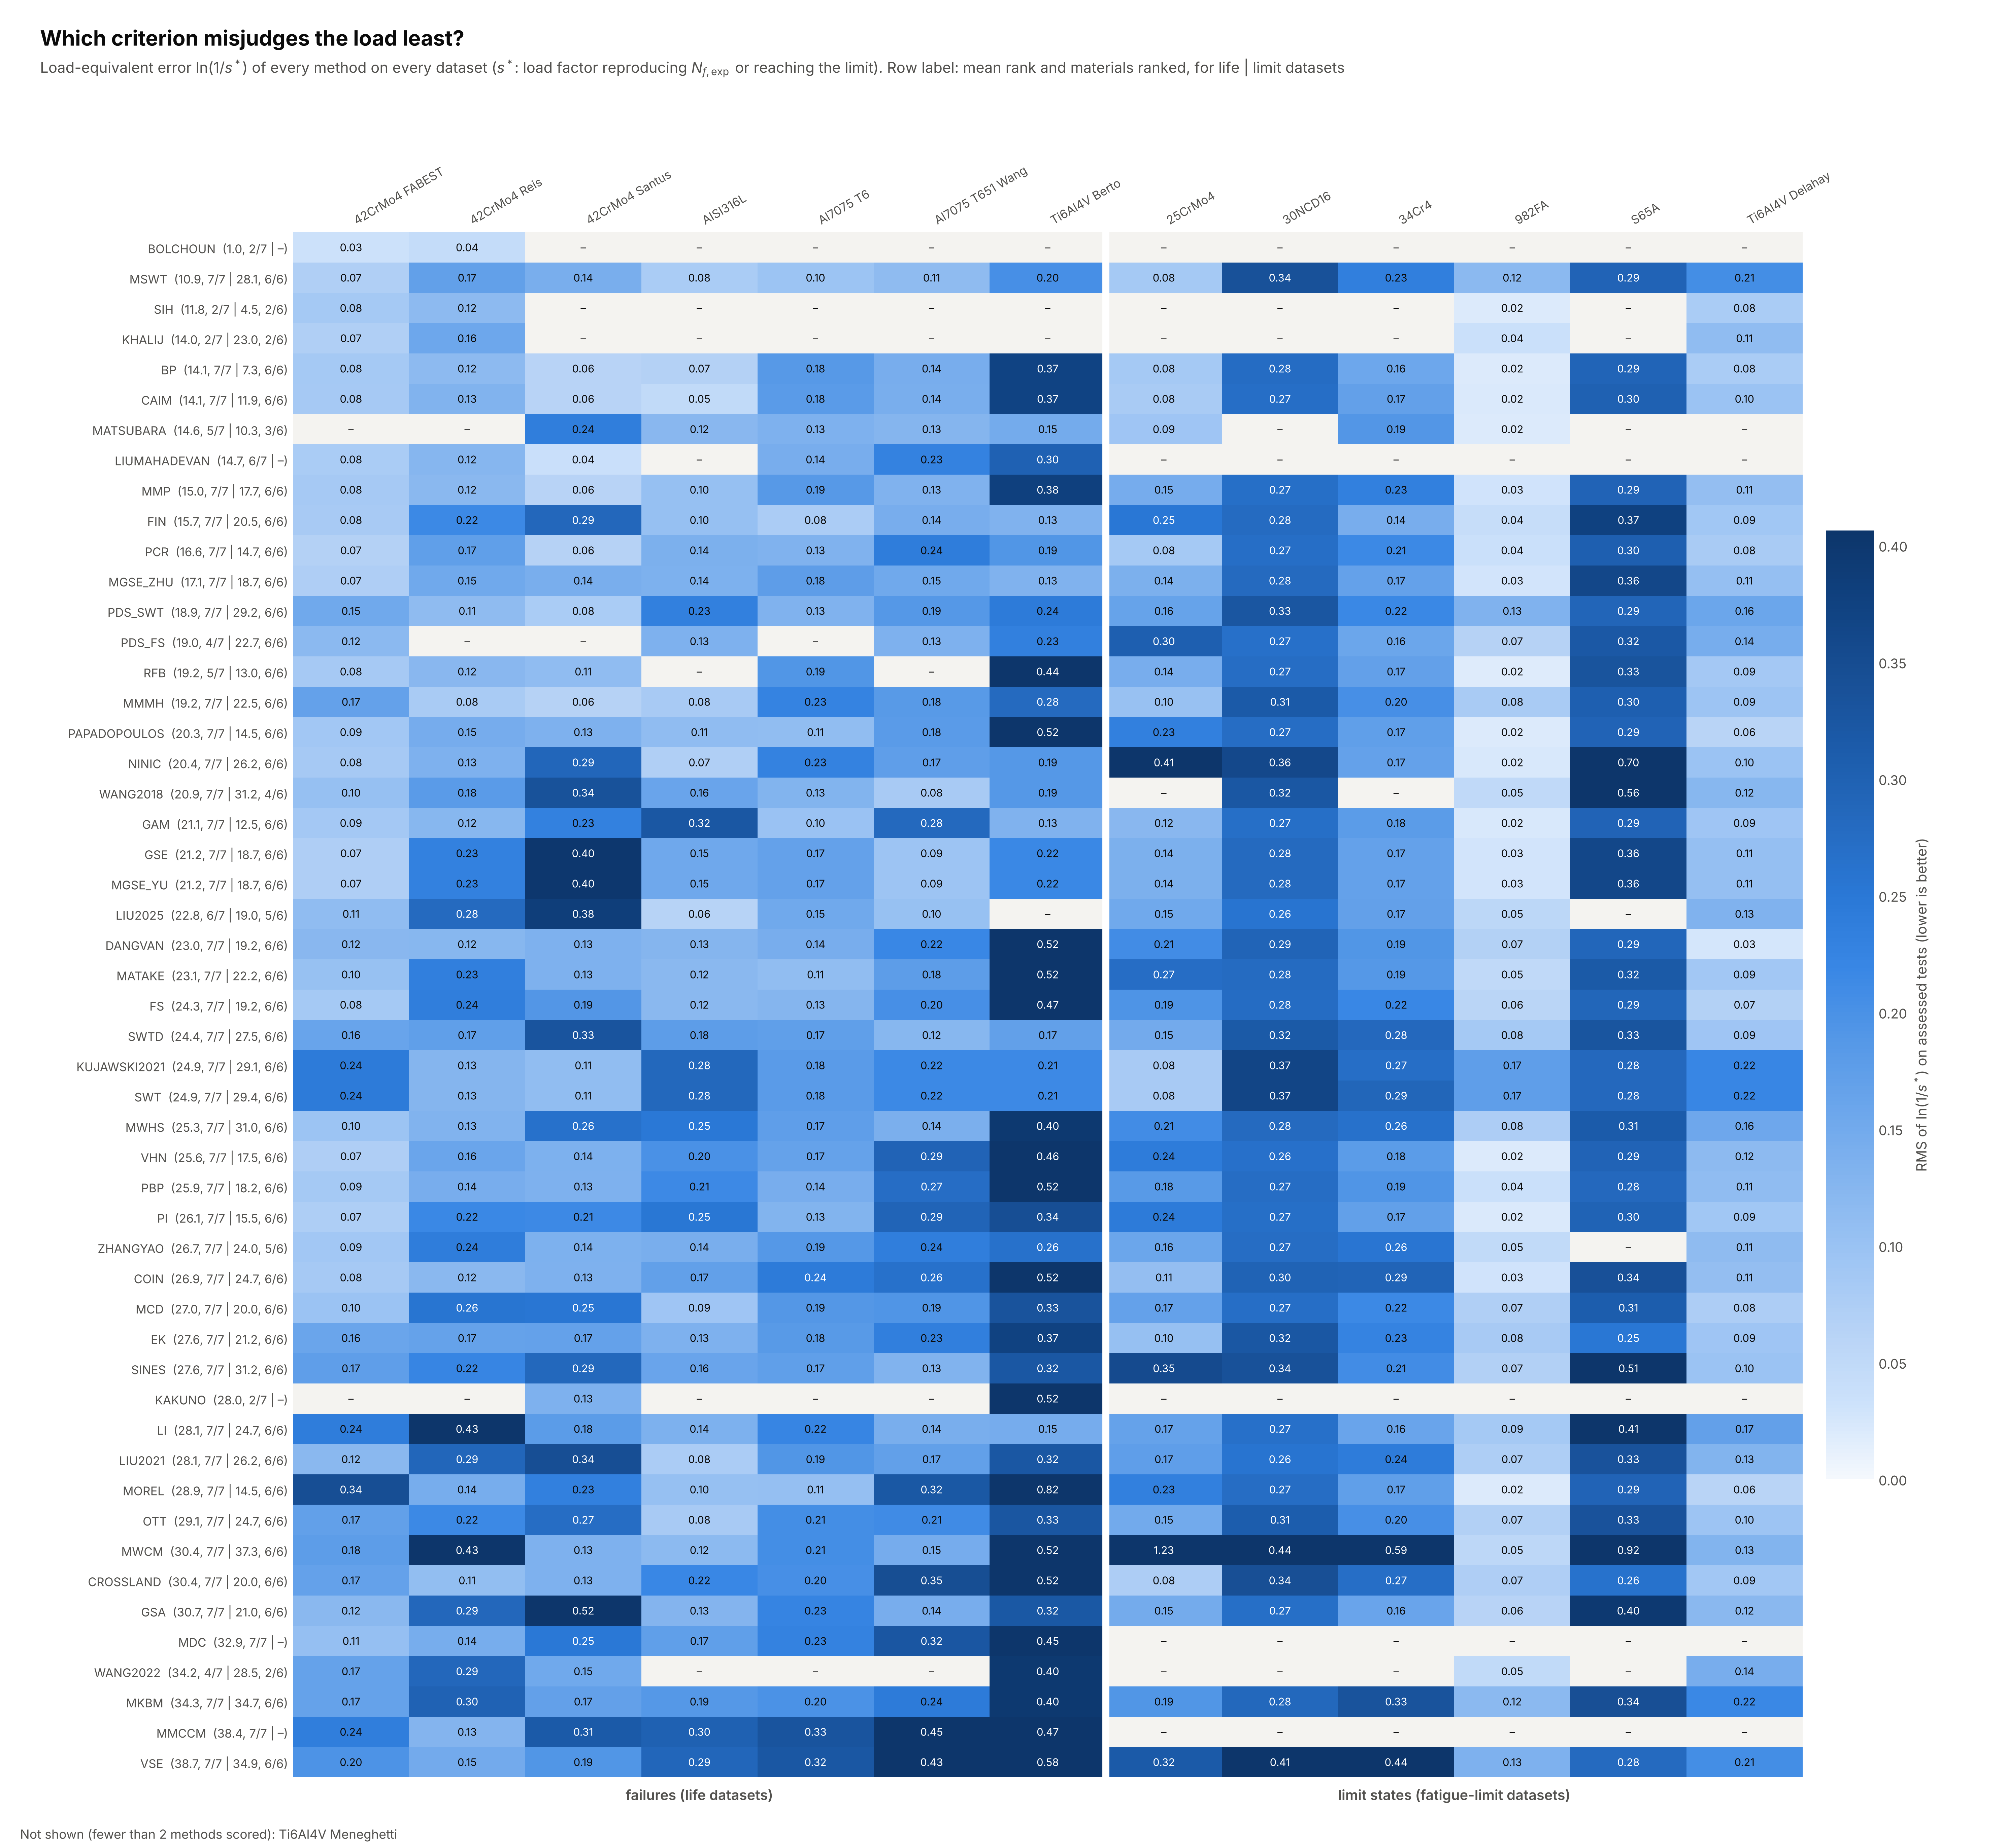 Which criterion misjudges the load least?
Load-equivalent error ln(1/s*) of every method on every dataset (s*: load factor reproducing N_f,exp or reaching the limit). Row label: mean rank and materials ranked, for life | limit datasets
42CrMo4 FABEST 42CrMo4 Reis 42CrMo4 Santus AISI316L Al7075 T6 Al7075 T651 Wang Ti6Al4V Berto 25CrMo4 30NCD16 34Cr4 982FA S65A Ti6Al4V Delahay
BOLCHOUN (1.0, 2/7 | –) 0.03 0.04 – – – – – – – – – – –
MSWT (10.9, 7/7 | 28.1, 6/6) 0.07 0.17 0.14 0.08 0.10 0.11 0.20 0.08 0.34 0.23 0.12 0.29 0.21
SIH (11.8, 2/7 | 4.5, 2/6) 0.08 0.12 – – – – – – – – 0.02 – 0.08
KHALIJ (14.0, 2/7 | 23.0, 2/6) 0.07 0.16 – – – – – – – – 0.04 – 0.11
BP (14.1, 7/7 | 7.3, 6/6) 0.08 0.12 0.06 0.07 0.18 0.14 0.37 0.08 0.28 0.16 0.02 0.29 0.08
CAIM (14.1, 7/7 | 11.9, 6/6) 0.08 0.13 0.06 0.05 0.18 0.14 0.37 0.08 0.27 0.17 0.02 0.30 0.10
MATSUBARA (14.6, 5/7 | 10.3, 3/6) – – 0.24 0.12 0.13 0.13 0.15 0.09 – 0.19 0.02 – –
LIUMAHADEVAN (14.7, 6/7 | –) 0.08 0.12 0.04 – 0.14 0.23 0.30 – – – – – –
MMP (15.0, 7/7 | 17.7, 6/6) 0.08 0.12 0.06 0.10 0.19 0.13 0.38 0.15 0.27 0.23 0.03 0.29 0.11
FIN (15.7, 7/7 | 20.5, 6/6) 0.08 0.22 0.29 0.10 0.08 0.14 0.13 0.25 0.28 0.14 0.04 0.37 0.09
PCR (16.6, 7/7 | 14.7, 6/6) 0.07 0.17 0.06 0.14 0.13 0.24 0.19 0.08 0.27 0.21 0.04 0.30 0.08
MGSE_ZHU (17.1, 7/7 | 18.7, 6/6) 0.07 0.15 0.14 0.14 0.18 0.15 0.13 0.14 0.28 0.17 0.03 0.36 0.11
PDS_SWT (18.9, 7/7 | 29.2, 6/6) 0.15 0.11 0.08 0.23 0.13 0.19 0.24 0.16 0.33 0.22 0.13 0.29 0.16
PDS_FS (19.0, 4/7 | 22.7, 6/6) 0.12 – – 0.13 – 0.13 0.23 0.30 0.27 0.16 0.07 0.32 0.14
RFB (19.2, 5/7 | 13.0, 6/6) 0.08 0.12 0.11 – 0.19 – 0.44 0.14 0.27 0.17 0.02 0.33 0.09
MMMH (19.2, 7/7 | 22.5, 6/6) 0.17 0.08 0.06 0.08 0.23 0.18 0.28 0.10 0.31 0.20 0.08 0.30 0.09
PAPADOPOULOS (20.3, 7/7 | 14.5, 6/6) 0.09 0.15 0.13 0.11 0.11 0.18 0.52 0.23 0.27 0.17 0.02 0.29 0.06
NINIC (20.4, 7/7 | 26.2, 6/6) 0.08 0.13 0.29 0.07 0.23 0.17 0.19 0.41 0.36 0.17 0.02 0.70 0.10
WANG2018 (20.9, 7/7 | 31.2, 4/6) 0.10 0.18 0.34 0.16 0.13 0.08 0.19 – 0.32 – 0.05 0.56 0.12
GAM (21.1, 7/7 | 12.5, 6/6) 0.09 0.12 0.23 0.32 0.10 0.28 0.13 0.12 0.27 0.18 0.02 0.29 0.09
GSE (21.2, 7/7 | 18.7, 6/6) 0.07 0.23 0.40 0.15 0.17 0.09 0.22 0.14 0.28 0.17 0.03 0.36 0.11
MGSE_YU (21.2, 7/7 | 18.7, 6/6) 0.07 0.23 0.40 0.15 0.17 0.09 0.22 0.14 0.28 0.17 0.03 0.36 0.11
LIU2025 (22.8, 6/7 | 19.0, 5/6) 0.11 0.28 0.38 0.06 0.15 0.10 – 0.15 0.26 0.17 0.05 – 0.13
DANGVAN (23.0, 7/7 | 19.2, 6/6) 0.12 0.12 0.13 0.13 0.14 0.22 0.52 0.21 0.29 0.19 0.07 0.29 0.03
MATAKE (23.1, 7/7 | 22.2, 6/6) 0.10 0.23 0.13 0.12 0.11 0.18 0.52 0.27 0.28 0.19 0.05 0.32 0.09
FS (24.3, 7/7 | 19.2, 6/6) 0.08 0.24 0.19 0.12 0.13 0.20 0.47 0.19 0.28 0.22 0.06 0.29 0.07
SWTD (24.4, 7/7 | 27.5, 6/6) 0.16 0.17 0.33 0.18 0.17 0.12 0.17 0.15 0.32 0.28 0.08 0.33 0.09
KUJAWSKI2021 (24.9, 7/7 | 29.1, 6/6) 0.24 0.13 0.11 0.28 0.18 0.22 0.21 0.08 0.37 0.27 0.17 0.28 0.22
SWT (24.9, 7/7 | 29.4, 6/6) 0.24 0.13 0.11 0.28 0.18 0.22 0.21 0.08 0.37 0.29 0.17 0.28 0.22
MWHS (25.3, 7/7 | 31.0, 6/6) 0.10 0.13 0.26 0.25 0.17 0.14 0.40 0.21 0.28 0.26 0.08 0.31 0.16
VHN (25.6, 7/7 | 17.5, 6/6) 0.07 0.16 0.14 0.20 0.17 0.29 0.46 0.24 0.26 0.18 0.02 0.29 0.12
PBP (25.9, 7/7 | 18.2, 6/6) 0.09 0.14 0.13 0.21 0.14 0.27 0.52 0.18 0.27 0.19 0.04 0.28 0.11
PI (26.1, 7/7 | 15.5, 6/6) 0.07 0.22 0.21 0.25 0.13 0.29 0.34 0.24 0.27 0.17 0.02 0.30 0.09
ZHANGYAO (26.7, 7/7 | 24.0, 5/6) 0.09 0.24 0.14 0.14 0.19 0.24 0.26 0.16 0.27 0.26 0.05 – 0.11
COIN (26.9, 7/7 | 24.7, 6/6) 0.08 0.12 0.13 0.17 0.24 0.26 0.52 0.11 0.30 0.29 0.03 0.34 0.11
MCD (27.0, 7/7 | 20.0, 6/6) 0.10 0.26 0.25 0.09 0.19 0.19 0.33 0.17 0.27 0.22 0.07 0.31 0.08
EK (27.6, 7/7 | 21.2, 6/6) 0.16 0.17 0.17 0.13 0.18 0.23 0.37 0.10 0.32 0.23 0.08 0.25 0.09
SINES (27.6, 7/7 | 31.2, 6/6) 0.17 0.22 0.29 0.16 0.17 0.13 0.32 0.35 0.34 0.21 0.07 0.51 0.10
KAKUNO (28.0, 2/7 | –) – – 0.13 – – – 0.52 – – – – – –
LI (28.1, 7/7 | 24.7, 6/6) 0.24 0.43 0.18 0.14 0.22 0.14 0.15 0.17 0.27 0.16 0.09 0.41 0.17
LIU2021 (28.1, 7/7 | 26.2, 6/6) 0.12 0.29 0.34 0.08 0.19 0.17 0.32 0.17 0.26 0.24 0.07 0.33 0.13
MOREL (28.9, 7/7 | 14.5, 6/6) 0.34 0.14 0.23 0.10 0.11 0.32 0.82 0.23 0.27 0.17 0.02 0.29 0.06
OTT (29.1, 7/7 | 24.7, 6/6) 0.17 0.22 0.27 0.08 0.21 0.21 0.33 0.15 0.31 0.20 0.07 0.33 0.10
MWCM (30.4, 7/7 | 37.3, 6/6) 0.18 0.43 0.13 0.12 0.21 0.15 0.52 1.23 0.44 0.59 0.05 0.92 0.13
CROSSLAND (30.4, 7/7 | 20.0, 6/6) 0.17 0.11 0.13 0.22 0.20 0.35 0.52 0.08 0.34 0.27 0.07 0.26 0.09
GSA (30.7, 7/7 | 21.0, 6/6) 0.12 0.29 0.52 0.13 0.23 0.14 0.32 0.15 0.27 0.16 0.06 0.40 0.12
MDC (32.9, 7/7 | –) 0.11 0.14 0.25 0.17 0.23 0.32 0.45 – – – – – –
WANG2022 (34.2, 4/7 | 28.5, 2/6) 0.17 0.29 0.15 – – – 0.40 – – – 0.05 – 0.14
MKBM (34.3, 7/7 | 34.7, 6/6) 0.17 0.30 0.17 0.19 0.20 0.24 0.40 0.19 0.28 0.33 0.12 0.34 0.22
MMCCM (38.4, 7/7 | –) 0.24 0.13 0.31 0.30 0.33 0.45 0.47 – – – – – –
VSE (38.7, 7/7 | 34.9, 6/6) 0.20 0.15 0.19 0.29 0.32 0.43 0.58 0.32 0.41 0.44 0.13 0.28 0.21
failures (life datasets) limit states (fatigue-limit datasets)
0.40
0.35
0.30
0.25
0.20
0.15
0.10
0.05
0.00
RMS of ln(1/s*) on assessed tests (lower is better)
Not shown (fewer than 2 methods scored): Ti6Al4V Meneghetti